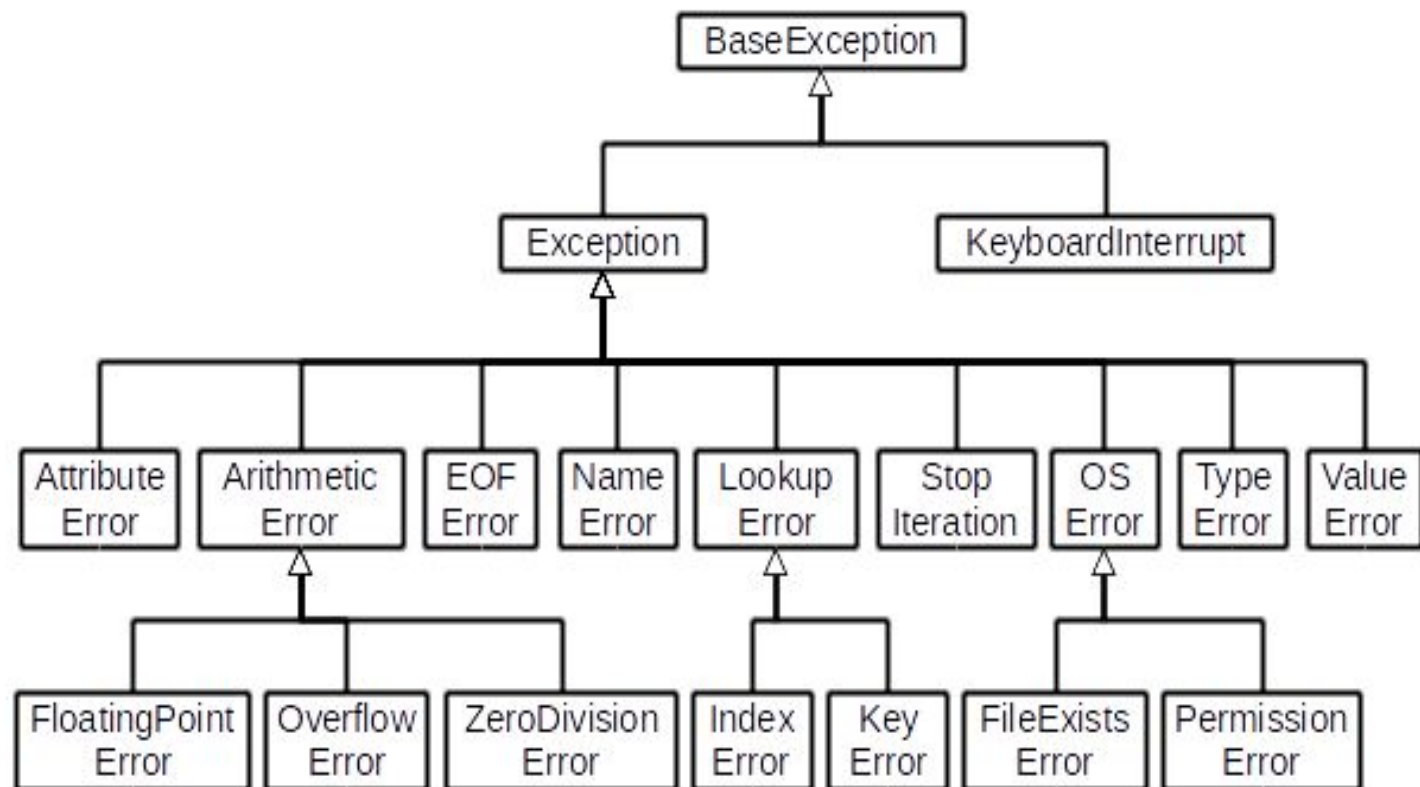 BaseException
Exception
KeyboardInterrupt
Attribute
Error
Arithmetic
Error
EOF
Error
Name
Error
Lookup
Error
Stop
Iteration
OS
Error
Type
Error
Value
Error
FloatingPoint
Error
Overflow
Error
ZeroDivision
Error
Index
Error
Key
Error
FileExists
Error
Permission
Error